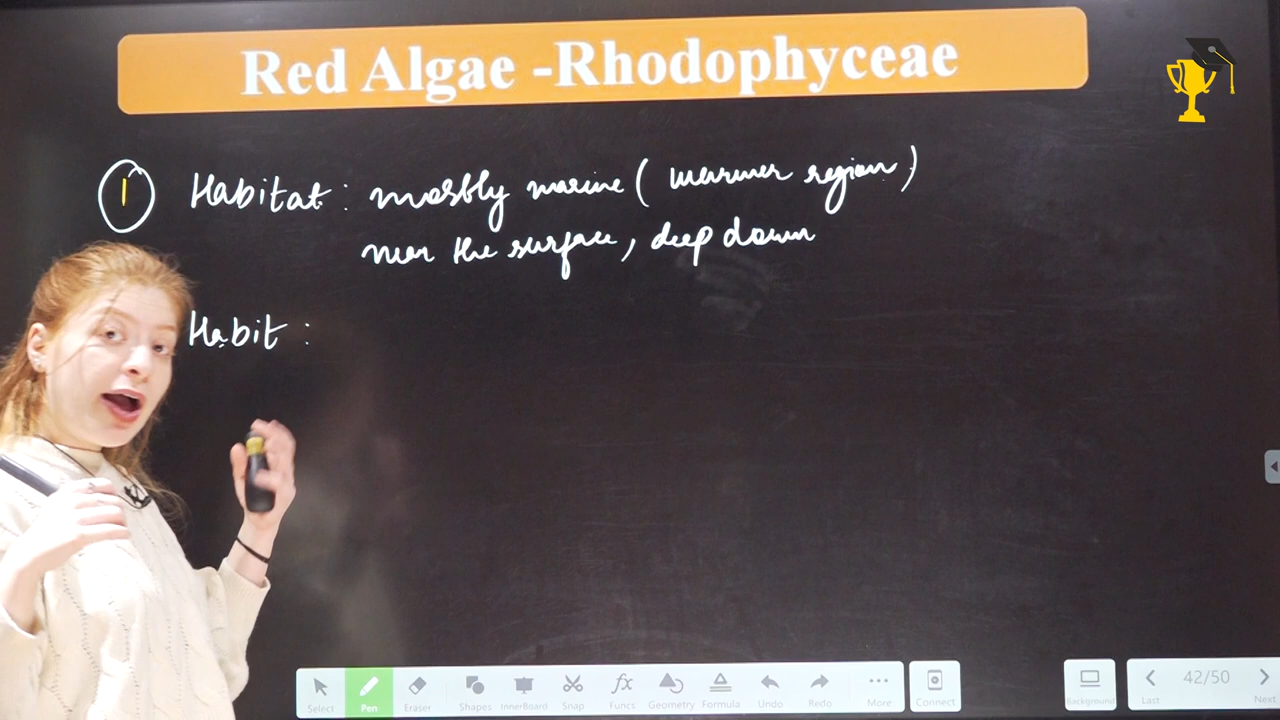 Red Algae -Rhodophyceae
1 Habitat : mostly marine ( warmer region )
near the surface, deep down
Habit :
Select
Pen
Eraser
Shapes
InnerBoard
Snap
Funcs
Geometry
Formula
Undo
Redo
More
Connect
Background
Last
42/50
Next